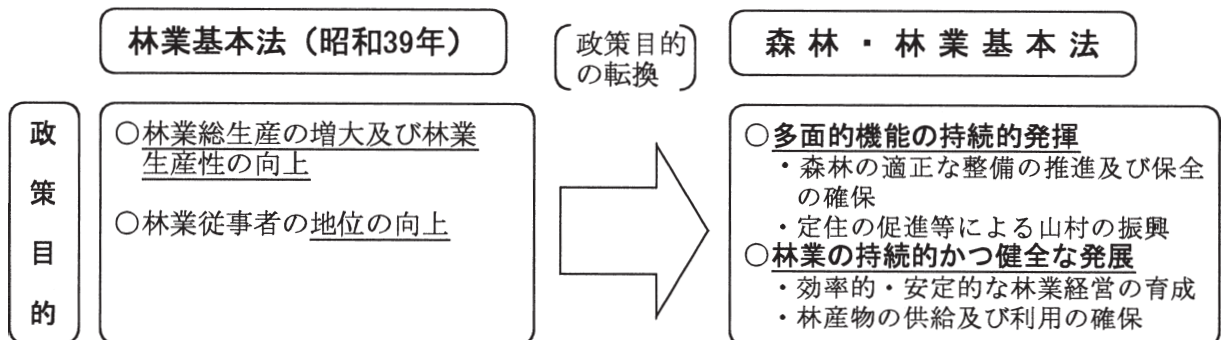 林業基本法（昭和39年）
政策目的
の転換
森林・林業基本法
政策目的
○林業総生産の増大及び林業
生産性の向上
○林業従事者の地位の向上
○多面的機能の持続的発揮
・森林の適正な整備の推進及び保全
の確保
・定住の促進等による山村の振興
○林業の持続的かつ健全な発展
・効率的・安定的な林業経営の育成
・林産物の供給及び利用の確保